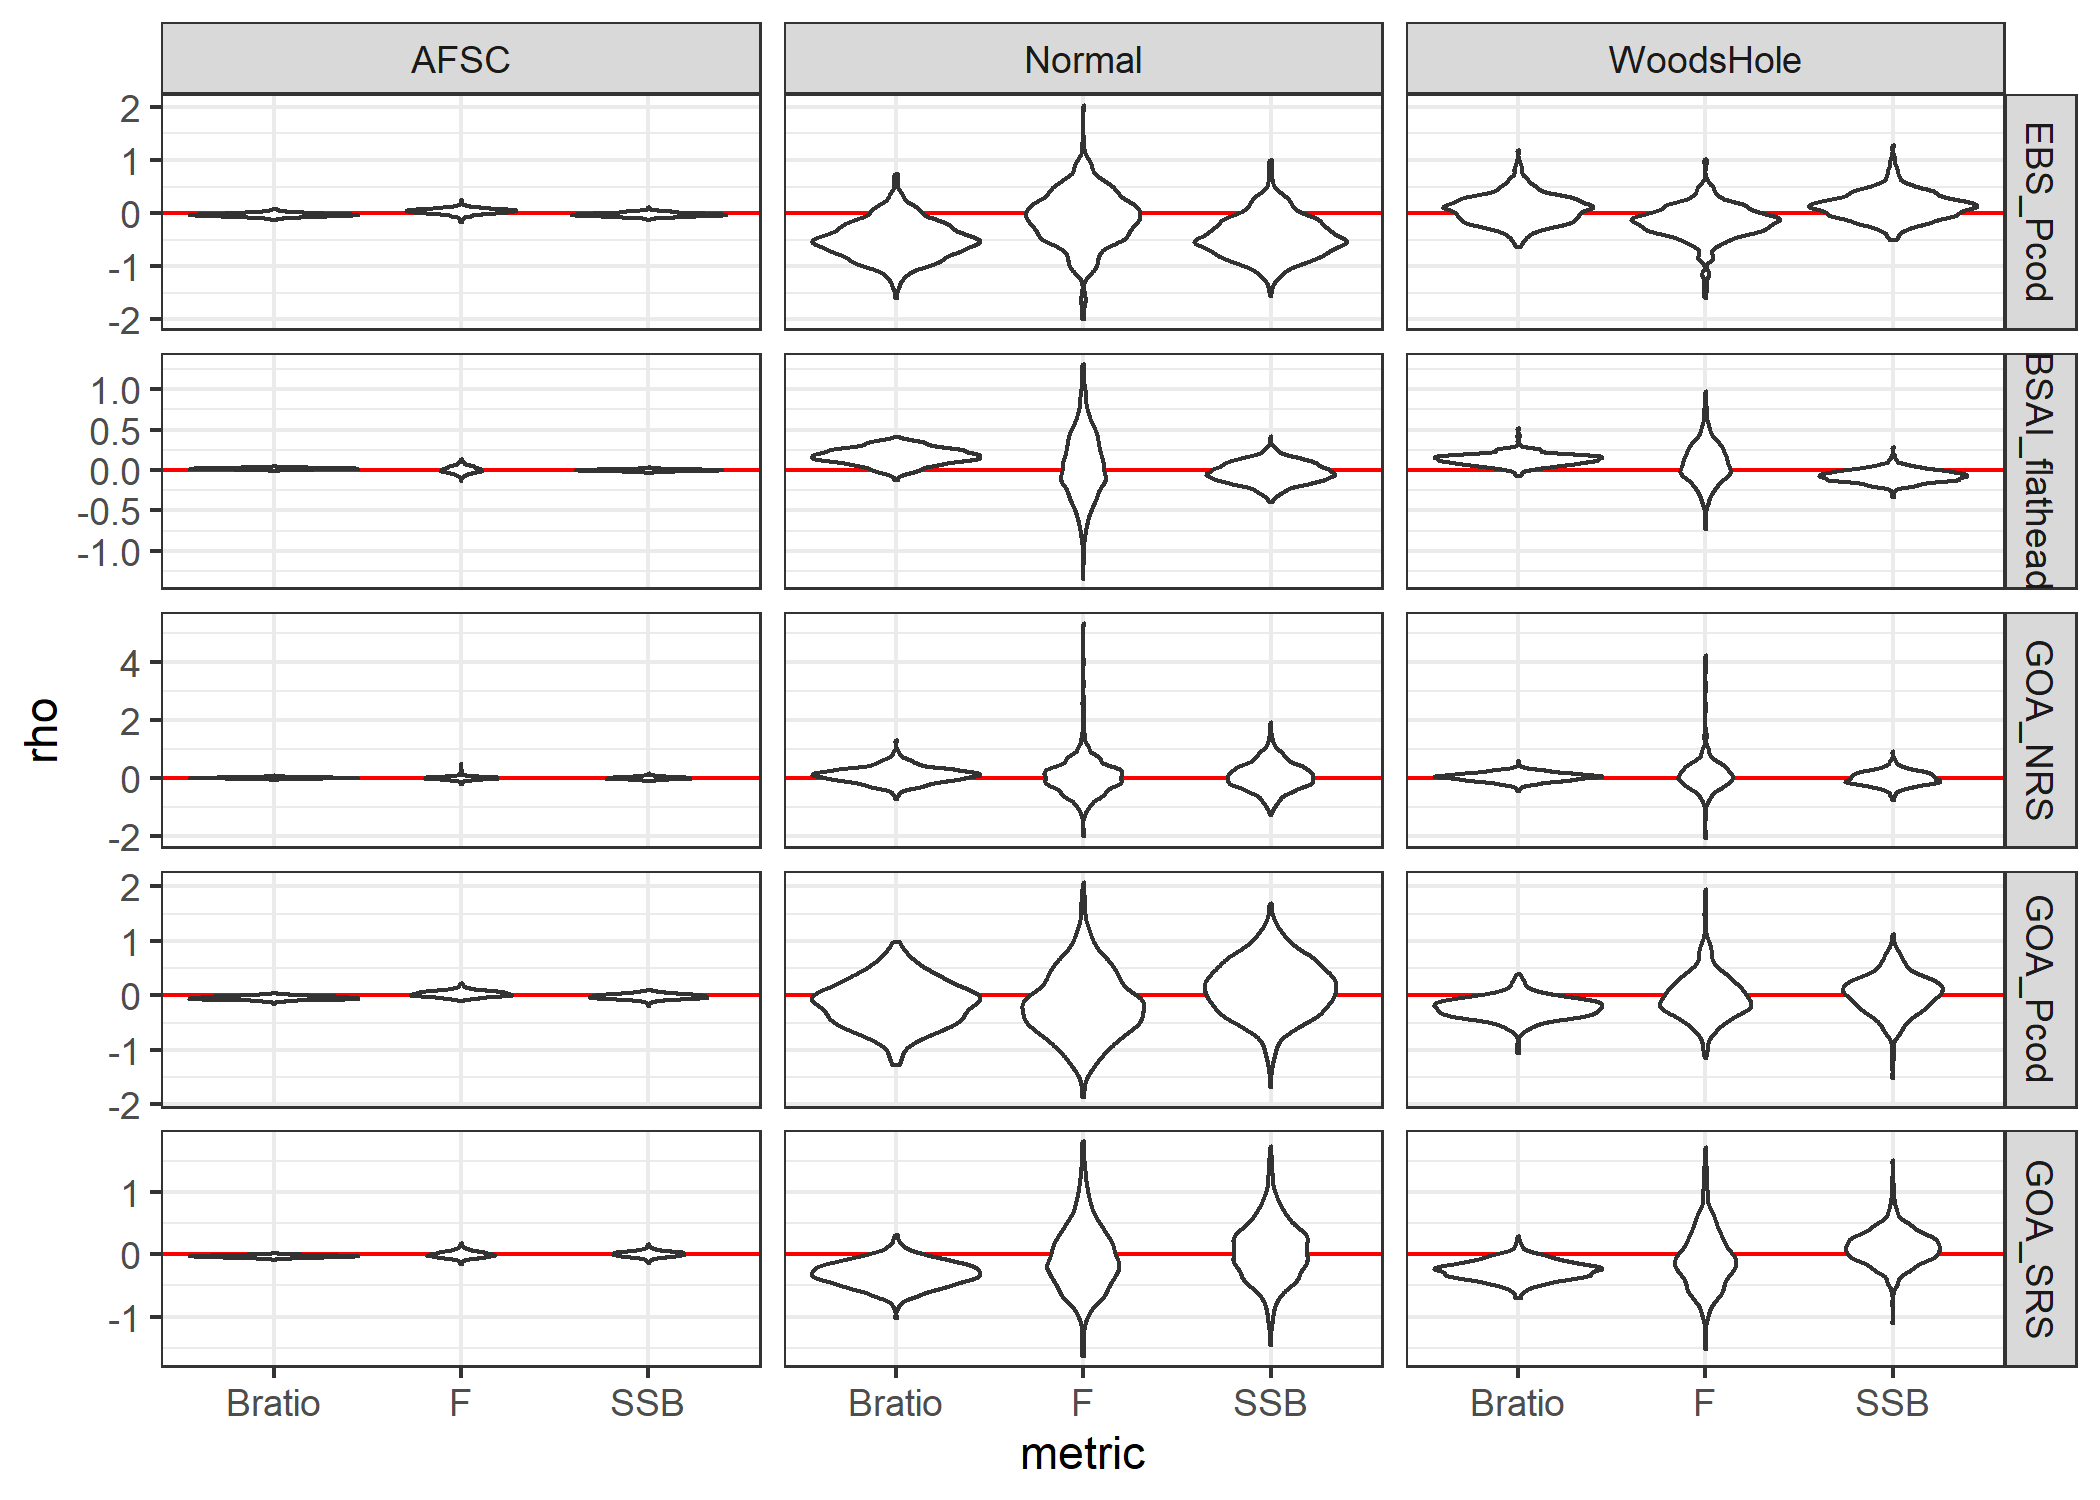 AFSC Normal WoodsHole
2
1
0
-1
-2
EBS_Pcod
1.0
0.5
0.0
-0.5
-1.0
BSAI_flathead
4
2
0
-2
GOA_NRS
2
1
0
-1
-2
GOA_Pcod
1
0
-1
GOA_SRS
rho
Bratio F SSB Bratio F SSB Bratio F SSB
metric